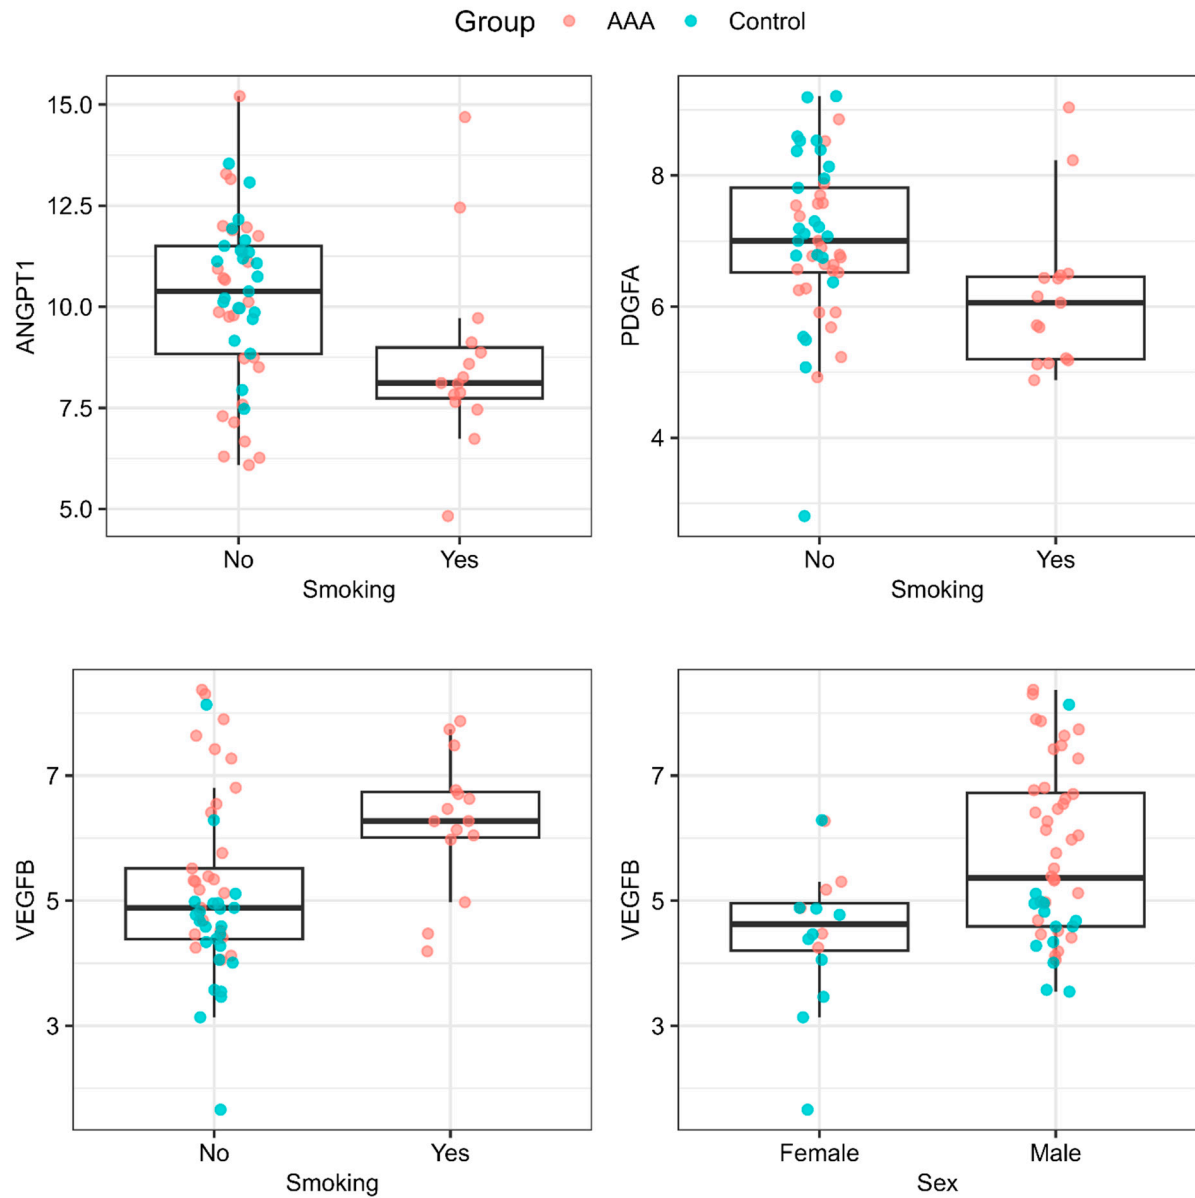 Group AAA Control
ANGPT1
15.0
12.5
10.0
7.5
5.0
No Yes
Smoking
PDGFA
8
6
4
No Yes
Smoking
VEGFB
7
5
3
No Yes
Smoking
VEGFB
7
5
3
Female Male
Sex